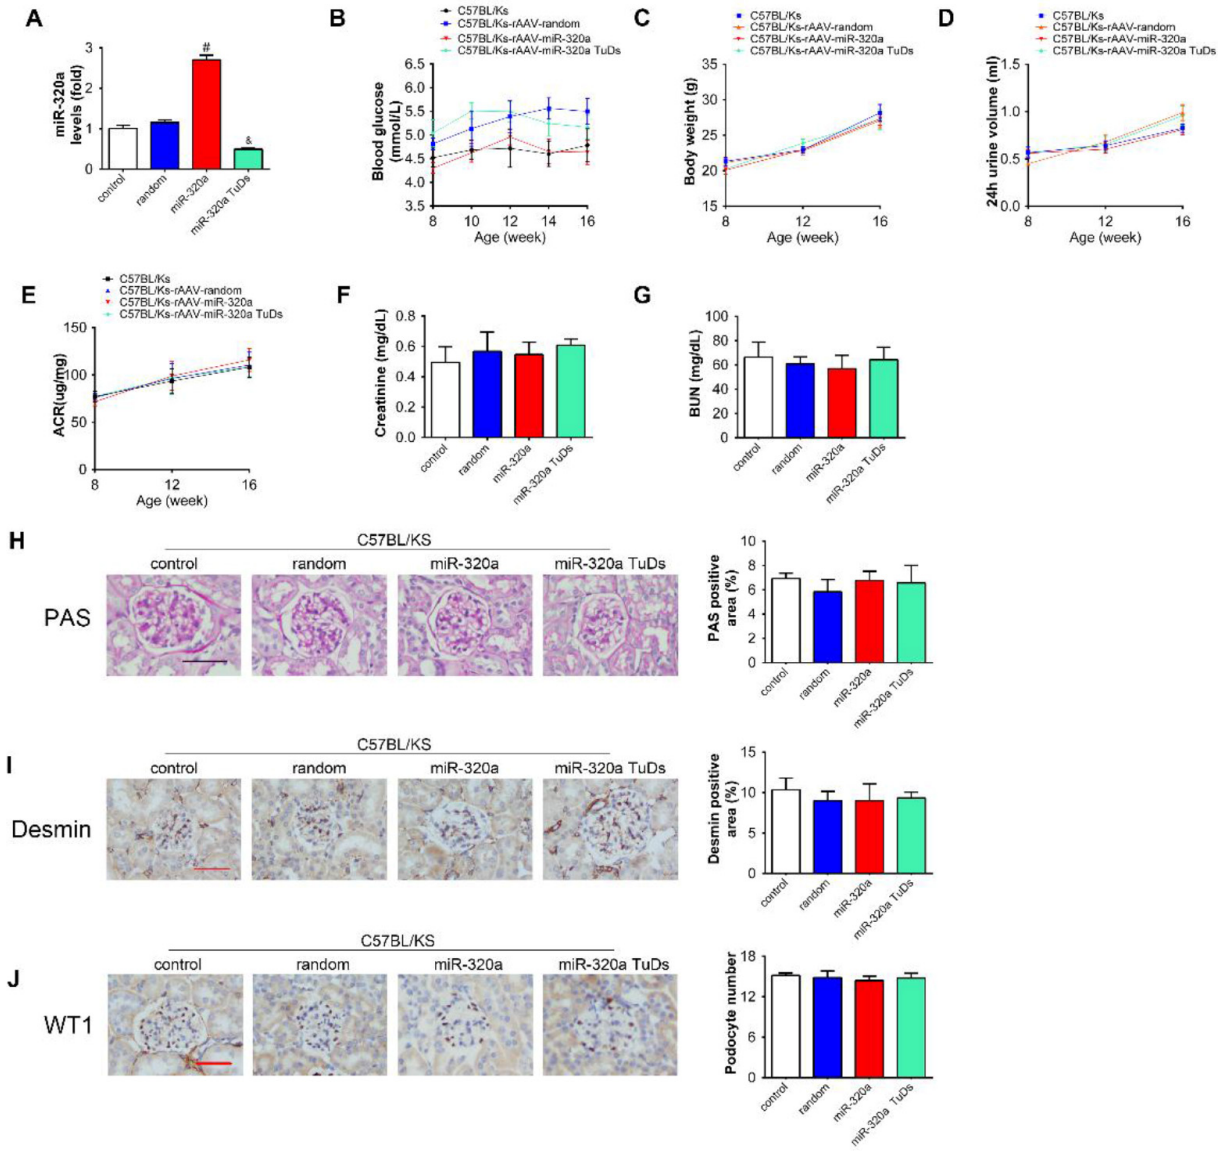 A
miR-320a
levels (fold)
3
2
1
0
#
&
control
random
miR-320a
miR-320a TuDs
B
C57BL/Ks
C57BL/Ks-rAAV-random
C57BL/Ks-rAAV-miR-320a
C57BL/Ks-rAAV-miR-320a TuDs
Blood glucose
(mmol/L)
6.5
6.0
5.5
5.0
4.5
4.0
3.5
8 10 12 14 16
Age (week)
C
C57BL/Ks
C57BL/Ks-rAAV-random
C57BL/Ks-rAAV-miR-320a
C57BL/Ks-rAAV-miR-320a TuDs
Body weight (g)
35
30
25
20
15
8 12 16
Age (week)
D
C57BL/Ks
C57BL/Ks-rAAV-random
C57BL/Ks-rAAV-miR-320a
C57BL/Ks-rAAV-miR-320a TuDs
24h urine volume (ml)
1.5
1.0
0.5
0.0
8 12 16
Age (week)
E
C57BL/Ks
C57BL/Ks-rAAV-random
C57BL/Ks-rAAV-miR-320a
C57BL/Ks-rAAV-miR-320a TuDs
ACR(ug/mg)
150
100
50
0
8 12 16
Age (week)
F
Creatinine (mg/dL)
0.8
0.6
0.4
0.2
0.0
control
random
miR-320a
miR-320a TuDs
G
BUN (mg/dL)
100
80
60
40
20
0
control
random
miR-320a
miR-320a TuDs
H
C57BL/KS
control random miR-320a miR-320a TuDs
PAS
PAS positive
area (%)
10
8
6
4
2
0
control
random
miR-320a
miR-320a TuDs
I
C57BL/KS
control random miR-320a miR-320a TuDs
Desmin
Desmin positive
area (%)
15
10
5
0
control
random
miR-320a
miR-320a TuDs
J
C57BL/KS
control random miR-320a miR-320a TuDs
WT1
Podocyte number
18
12
6
0
control
random
miR-320a
miR-320a TuDs